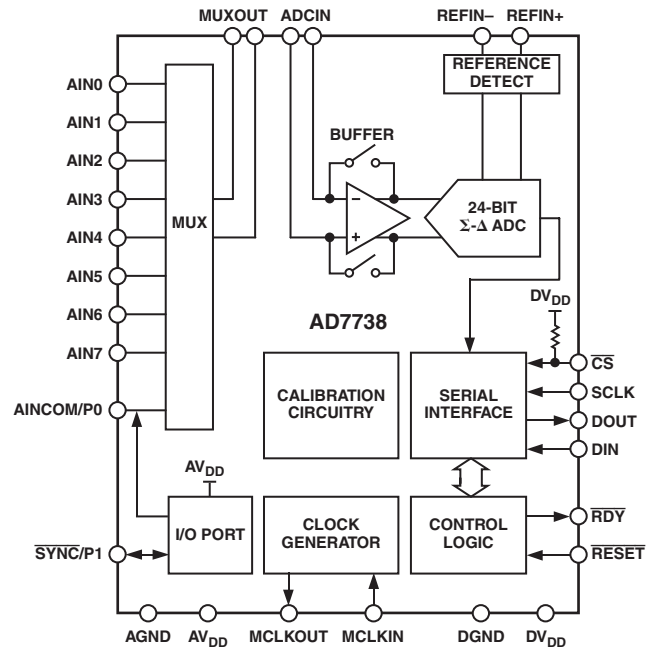 MUXOUT ADCIN REFIN– REFIN+
REFERENCE
DETECT
AIN0
AIN1
AIN2
AIN3
AIN4
AIN5
AIN6
AIN7
AINCOM/P0
SYNC/P1
MUX
BUFFER
–
+
24-BIT
Σ-Δ ADC
AD7738
DVDD
CALIBRATION
CIRCUITRY
SERIAL
INTERFACE
CS
SCLK
DOUT
DIN
AVDD
I/O PORT
CLOCK
GENERATOR
CONTROL
LOGIC
RDY
RESET
AGND AVDD MCLKOUT MCLKIN DGND DVDD